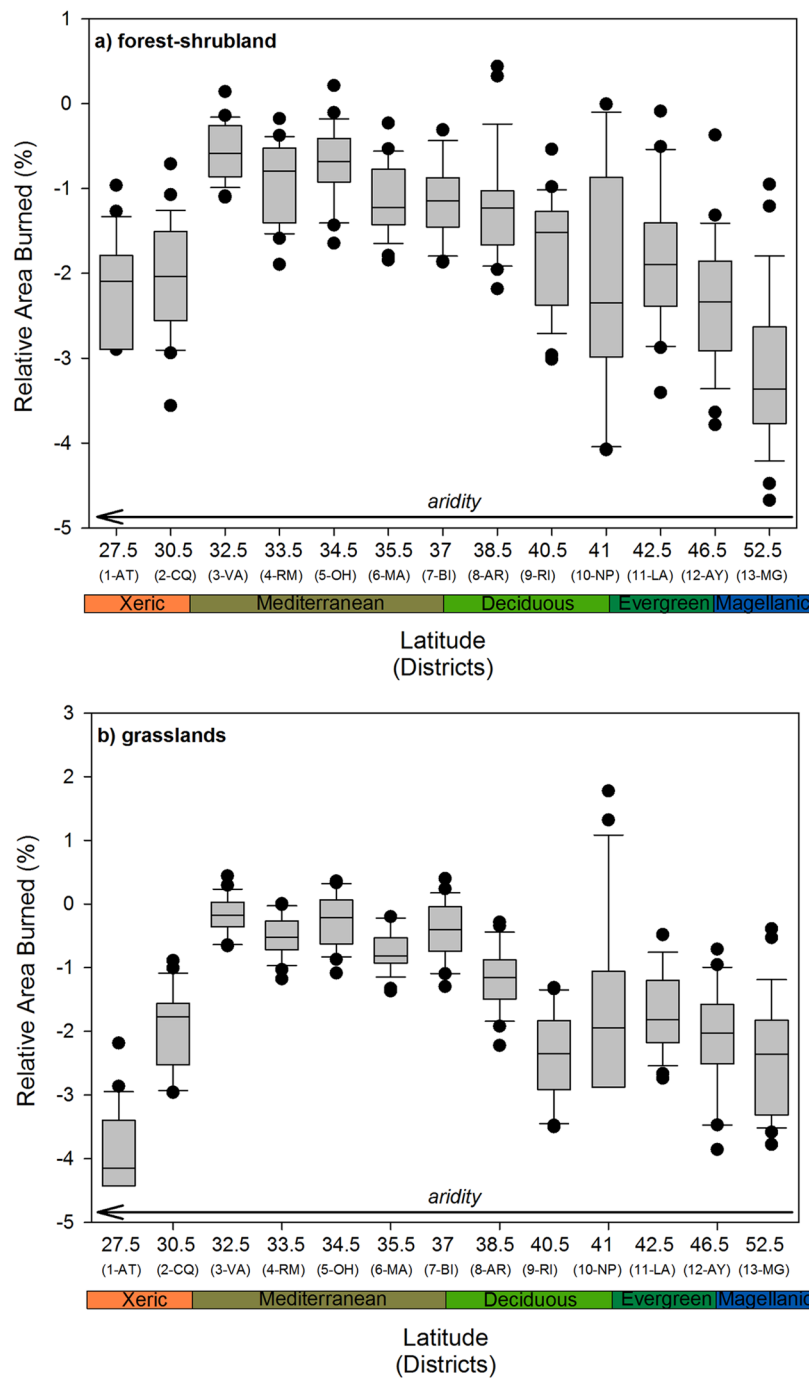 a) forest-shrubland
Relative Area Burned (%)
1
0
-1
-2
-3
-4
-5
aridity
27.5 30.5 32.5 33.5 34.5 35.5 37 38.5 40.5 41 42.5 46.5 52.5
(1-AT) (2-CQ) (3-VA) (4-RM) (5-OH) (6-MA) (7-BI) (8-AR) (9-RI) (10-NP) (11-LA) (12-AY) (13-MG)
Xeric Mediterranean Deciduous Evergreen Magellanic
Latitude
(Districts)
b) grasslands
Relative Area Burned (%)
3
2
1
0
-1
-2
-3
-4
-5
aridity
27.5 30.5 32.5 33.5 34.5 35.5 37 38.5 40.5 41 42.5 46.5 52.5
(1-AT) (2-CQ) (3-VA) (4-RM) (5-OH) (6-MA) (7-BI) (8-AR) (9-RI) (10-NP) (11-LA) (12-AY) (13-MG)
Xeric Mediterranean Deciduous Evergreen Magellanic
Latitude
(Districts)